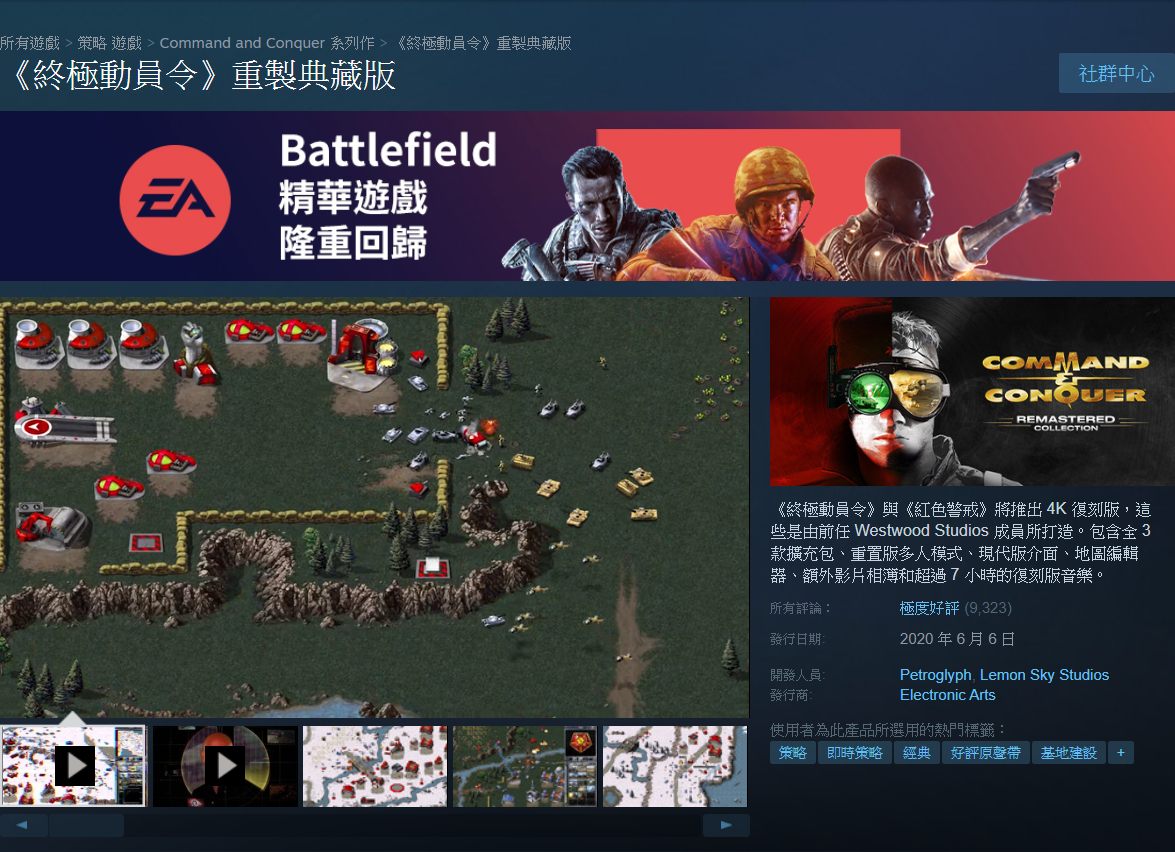 所有遊戲 > 策略 遊戲 > Command and Conquer 系列作 > 《終極動員令》重製典藏版
《終極動員令》重製典藏版
社群中心
EA
Battlefield
精華遊戲
隆重回歸
COMMAND
&
CONQUER
REMASTERED
COLLECTION
《終極動員令》與《紅色警戒》將推出 4K 復刻版，這
些是由前任 Westwood Studios 成員所打造。包含全 3
款擴充包、重置版多人模式、現代版介面、地圖編輯
器、額外影片相簿和超過 7 小時的復刻版音樂。
所有評論：
極度好評 (9,323)
發行日期:
2020 年 6 月 6 日
開發人員:
Petroglyph, Lemon Sky Studios
發行商:
Electronic Arts
使用者為此產品所選用的熱門標籤：
策略 即時策略 經典 好評原聲帶 基地建設 +